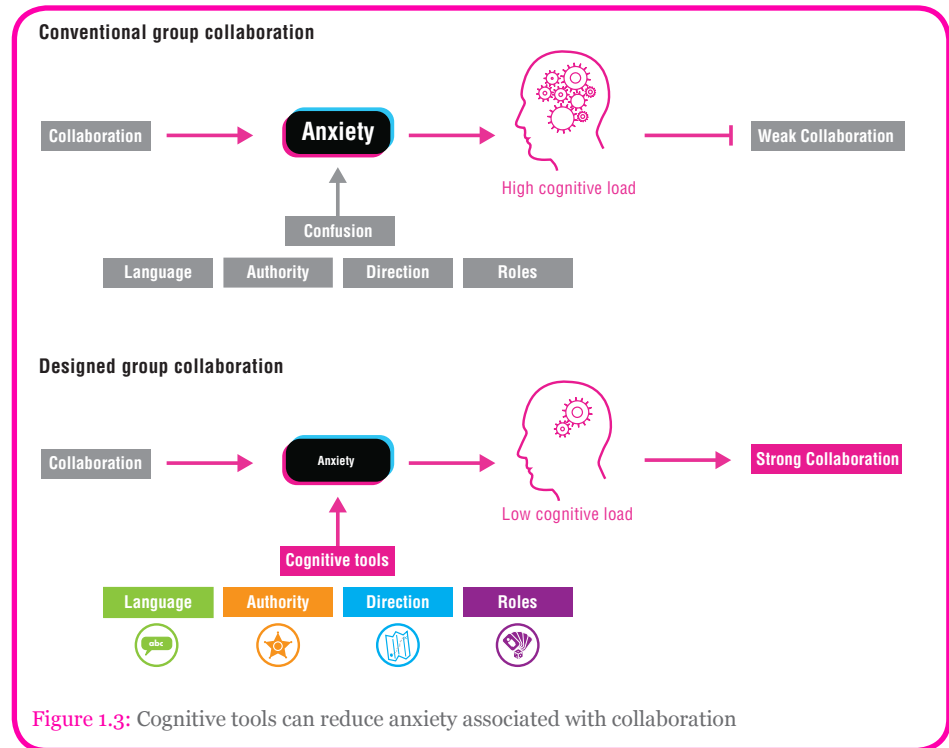 Conventional group collaboration
Collaboration
Anxiety
High cognitive load
Weak Collaboration
Confusion
Language
Authority
Direction
Roles
Designed group collaboration
Collaboration
Anxiety
Low cognitive load
Strong Collaboration
Cognitive tools
Language
Authority
Direction
Roles
abc
Figure 1.3: Cognitive tools can reduce anxiety associated with collaboration